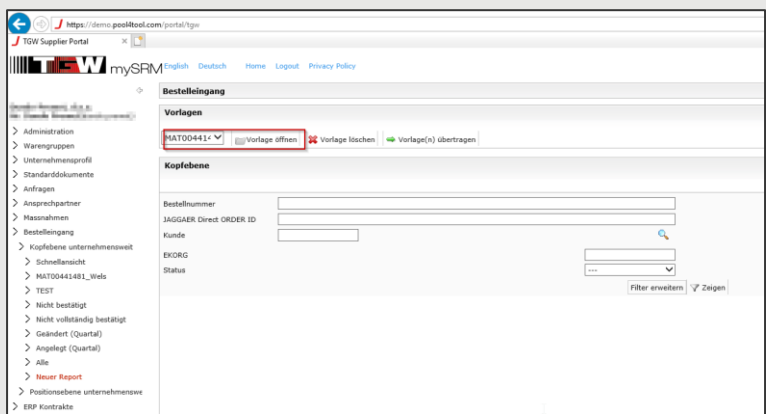 https://demo.pool4tool.com/portal/tgw
TGW Supplier Portal
TGW mySRM
English Deutsch Home Logout Privacy Policy
Administration
Warengruppen
Unternehmensprofil
Standarddokumente
Anfragen
Ansprechpartner
Massnahmen
Bestelleingang
Kopfebene unternehmensweit
Schnellansicht
MAT00441481_Wels
TEST
Nicht bestätigt
Nicht vollständig bestätigt
Geändert (Quartal)
Angelegt (Quartal)
Alle
Neuer Report
Positionsebene unternehmenswe
ERP Kontrakte
Bestelleingang
Vorlagen
MAT004414 Vorlage öffnen Vorlage löschen Vorlage(n) übertragen
Kopfebene
Bestellnummer
JAGGAER Direct ORDER ID
Kunde
EKORG
Status ---
Filter erweitern Zeigen